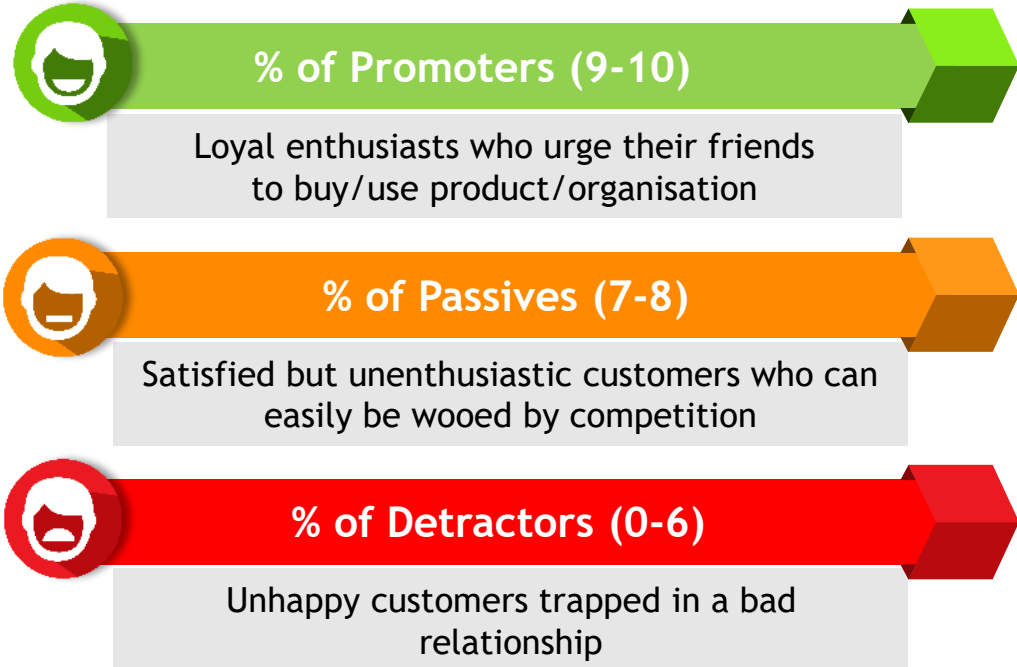 % of Promoters (9-10)
Loyal enthusiasts who urge their friends
to buy/use product/organisation
% of Passives (7-8)
Satisfied but unenthusiastic customers who can
easily be wooed by competition
% of Detractors (0-6)
Unhappy customers trapped in a bad
relationship